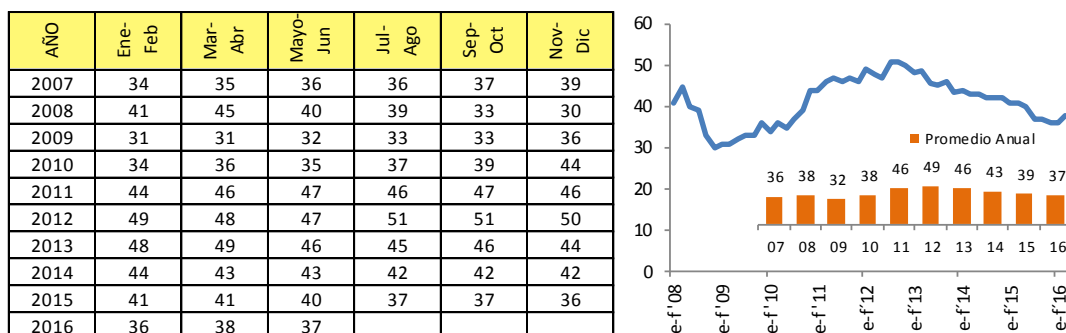 AÑO Ene-Feb Mar-Abr Mayo-Jun Jul-Ago Sep-Oct Nov-Dic
2007 34 35 36 36 37 39
2008 41 45 40 39 33 30
2009 31 31 32 33 33 36
2010 34 36 35 37 39 44
2011 44 46 47 46 47 46
2012 49 48 47 51 51 50
2013 48 49 46 45 46 44
2014 44 43 43 42 42 42
2015 41 41 40 37 37 36
2016 36 38 37
60
50
40
30
20
10
0
Promedio Anual
36 38 32 38 46 49 46 43 39 37
07 08 09 10 11 12 13 14 15 16
e-f'08 e-f'09 e-f'10 e-f'11 e-f'12 e-f'13 e-f'14 e-f'15 e-f'16